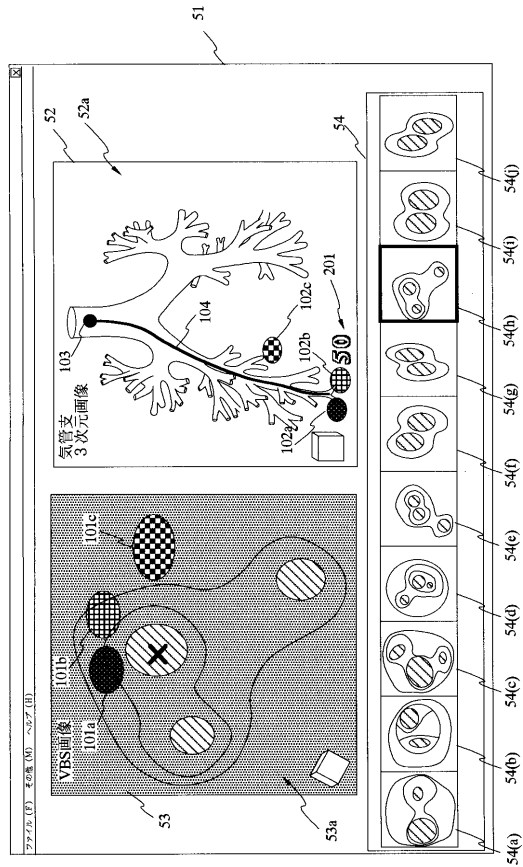 51
ファイル (F) その他 (M) ヘルプ (H)
VBS画像
101a
101b
101c
53
53a
気管支
3次元画像
52
52a
103
104
102a
102b
102c
201
50
54
54(a)
54(b)
54(c)
54(d)
54(e)
54(f)
54(g)
54(h)
54(i)
54(j)